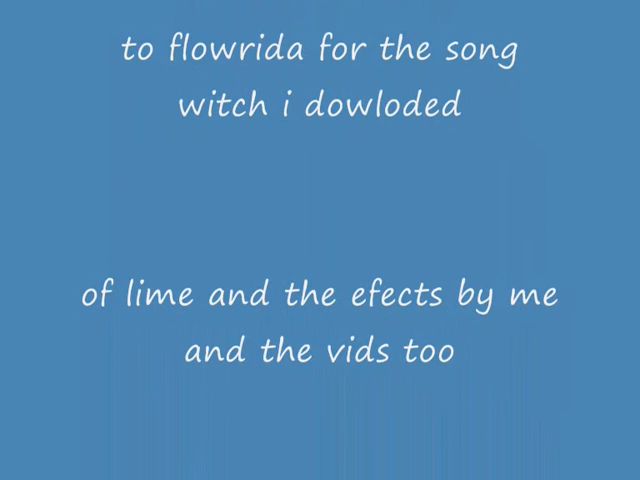 to flowrida for the song
witch i dowloded
of lime and the efects by me
and the vids too